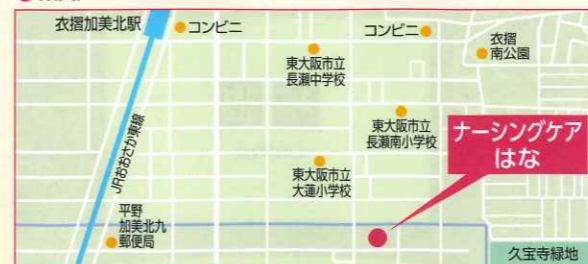 衣摺加美北駅
コンビニ
コンビニ
衣摺
南公園
東大阪市立
長瀬中学校
東大阪市立
長瀬南小学校
ナーシングケア
はな
JRおおさか東線
東大阪市立
大蓮小学校
平野
加美北九
郵便局
久宝寺緑地